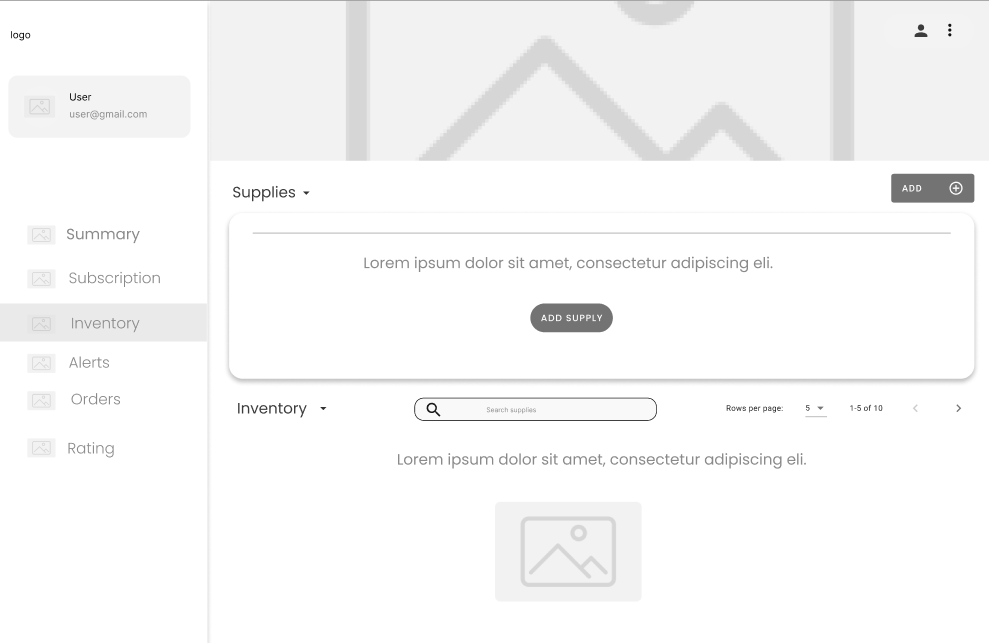 logo
User
user@gmail.com
Summary
Subscription
Inventory
Alerts
Orders
Rating
Supplies
ADD
Lorem ipsum dolor sit amet, consectetur adipiscing eli.
ADD SUPPLY
Inventory
Search supplies
Rows per page:
5
1-5 of 10
Lorem ipsum dolor sit amet, consectetur adipiscing eli.